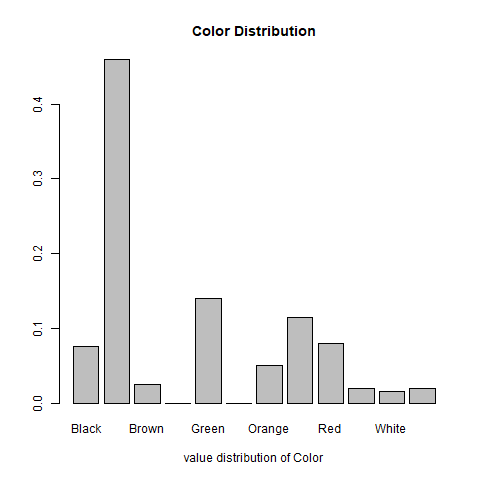 Color Distribution
0.4
0.3
0.2
0.1
0.0
Black Brown Green Orange Red White
value distribution of Color